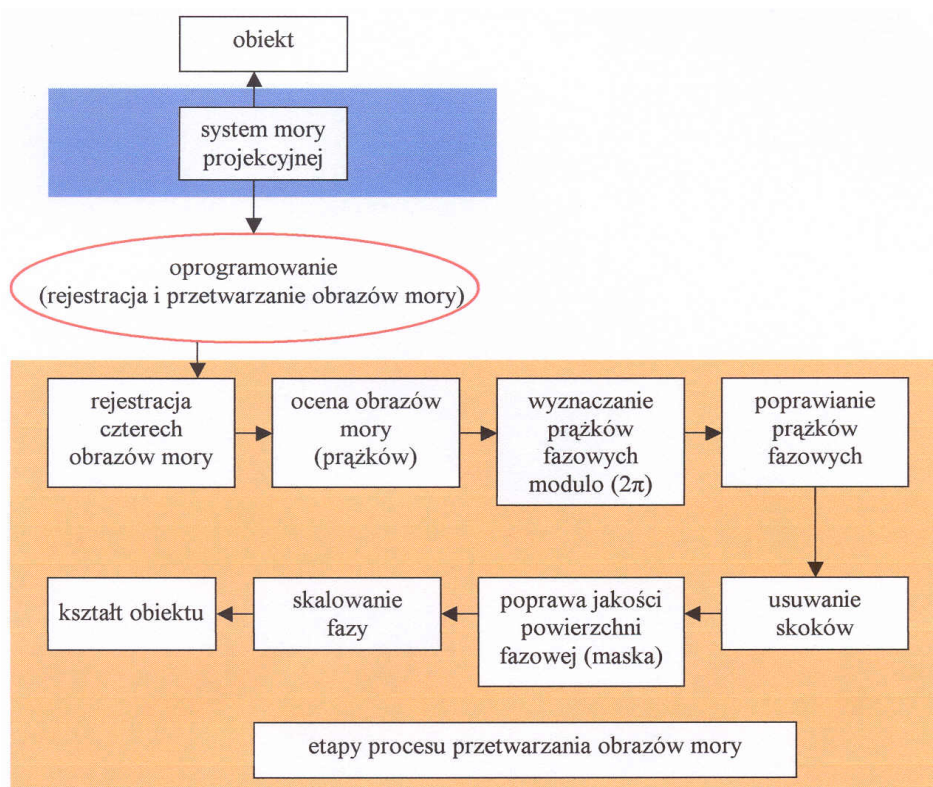 obiekt
system mory
projekcyjnej
oprogramowanie
(rejestracja i przetwarzanie obrazów mory)
rejestracja
czterech
obrazów mory
ocena obrazów
mory
(prążków)
wyznaczanie
prążków
fazowych
modulo (2π)
poprawianie
prążków
fazowych
usuwanie
skoków
poprawa jakości
powierzchni
fazowej (maska)
skalowanie
fazy
kształt obiektu
etapy procesu przetwarzania obrazów mory